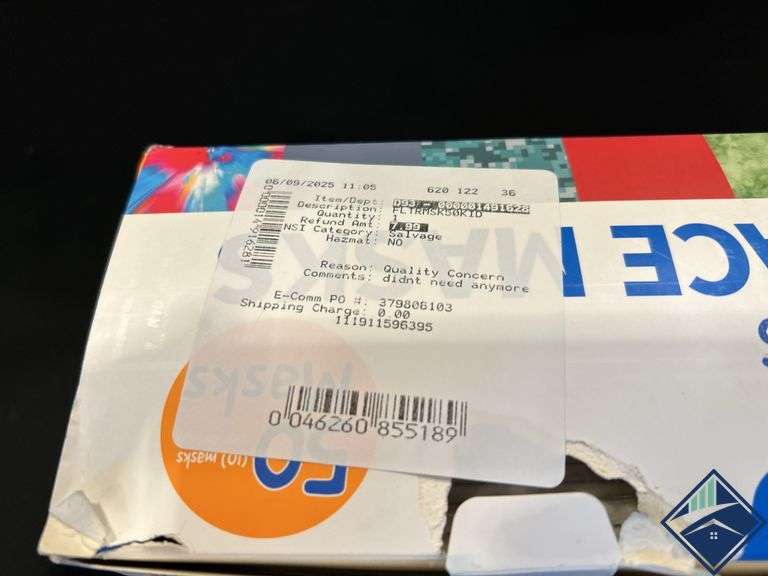 06/09/2025 11:05 620 122 36
Item/Dept: 093 - 000001491628
Description: FLTRMSK50KID
Quantity: 1
Refund Amt: 7.99
NSI Category: Salvage
Hazmat: NO
Reason: Quality Concern
Comments: didnt need anymore
E-Comm PO #: 379806103
Shipping Charge: 0.00
111911596395
0 046260 855189
ACE M
MASKS
50
Masks